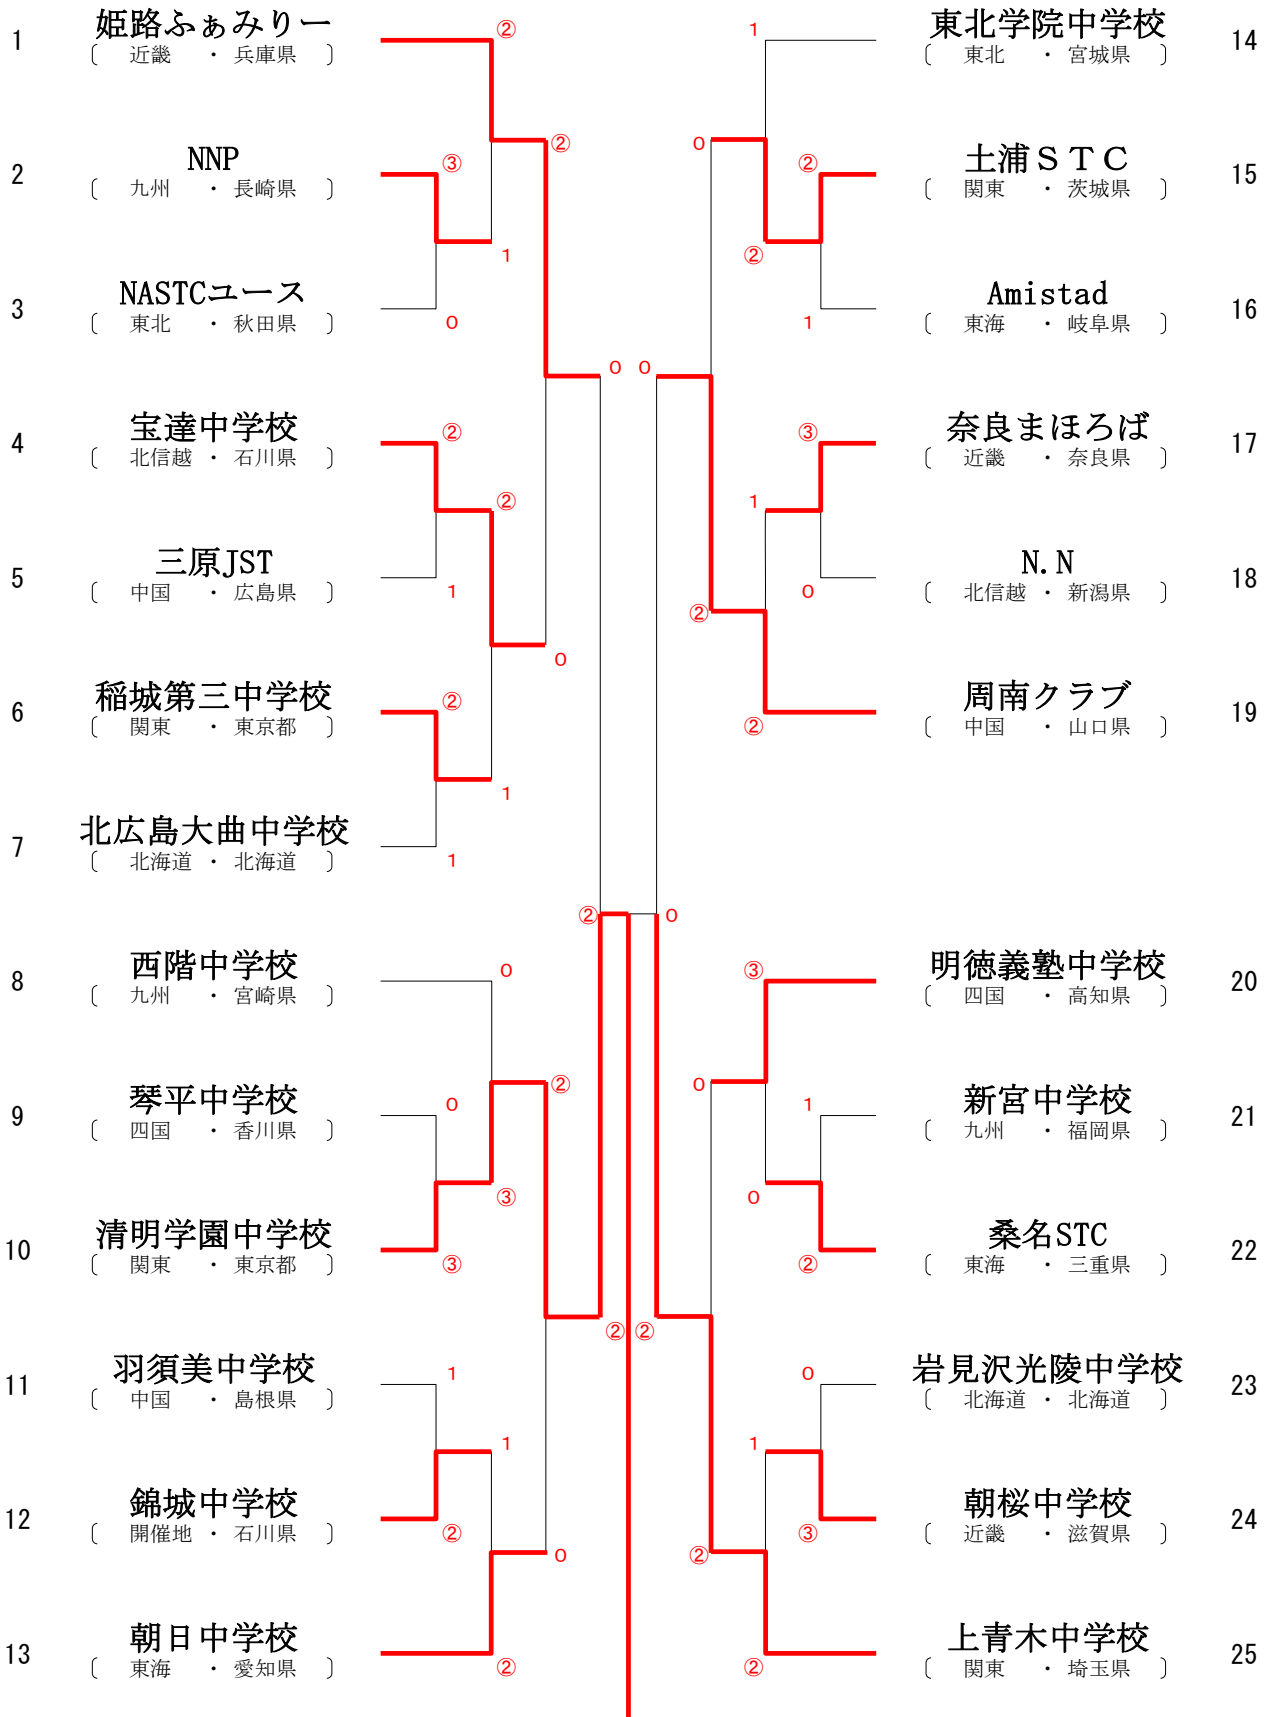 1 姫路ふぁみりー
〔 近畿 ・ 兵庫県 〕
②
②
2 NNP
〔 九州 ・ 長崎県 〕
③
1
3 NASTCユース
〔 東北 ・ 秋田県 〕
0
0
4 宝達中学校
〔 北信越 ・ 石川県 〕
②
②
5 三原JST
〔 中国 ・ 広島県 〕
1
0
6 稲城第三中学校
〔 関東 ・ 東京都 〕
②
1
7 北広島大曲中学校
〔 北海道 ・ 北海道 〕
1
②
8 西階中学校
〔 九州 ・ 宮崎県 〕
0
②
9 琴平中学校
〔 四国 ・ 香川県 〕
0
③
10 清明学園中学校
〔 関東 ・ 東京都 〕
③
②
11 羽須美中学校
〔 中国 ・ 島根県 〕
1
1
12 錦城中学校
〔 開催地 ・ 石川県 〕
②
0
13 朝日中学校
〔 東海 ・ 愛知県 〕
②
1
東北学院中学校 14
〔 東北 ・ 宮城県 〕
0
②
土浦ＳＴＣ 15
〔 関東 ・ 茨城県 〕
②
Amistad 16
〔 東海 ・ 岐阜県 〕
1
0
③
奈良まほろば 17
〔 近畿 ・ 奈良県 〕
1
N.N 18
〔 北信越 ・ 新潟県 〕
0
②
周南クラブ 19
〔 中国 ・ 山口県 〕
②
0
③
明徳義塾中学校 20
〔 四国 ・ 高知県 〕
0
1
新宮中学校 21
〔 九州 ・ 福岡県 〕
0
桑名STC 22
〔 東海 ・ 三重県 〕
②
②
0
岩見沢光陵中学校 23
〔 北海道 ・ 北海道 〕
1
朝桜中学校 24
〔 近畿 ・ 滋賀県 〕
③
②
上青木中学校 25
〔 関東 ・ 埼玉県 〕
②